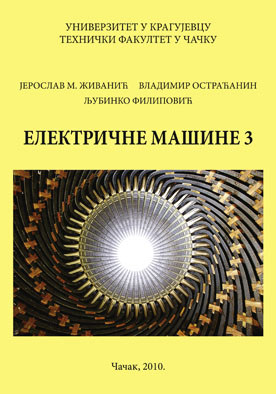 УНИВЕРЗИТЕТ У КРАГУЈЕВЦУ
ТЕХНИЧКИ ФАКУЛТЕТ У ЧАЧКУ
ЈЕРОСЛАВ М. ЖИВАНИЋ ВЛАДИМИР ОСТРАЋАНИН
ЉУБИНКО ФИЛИПОВИЋ
ЕЛЕКТРИЧНЕ МАШИНЕ 3
Чачак, 2010.